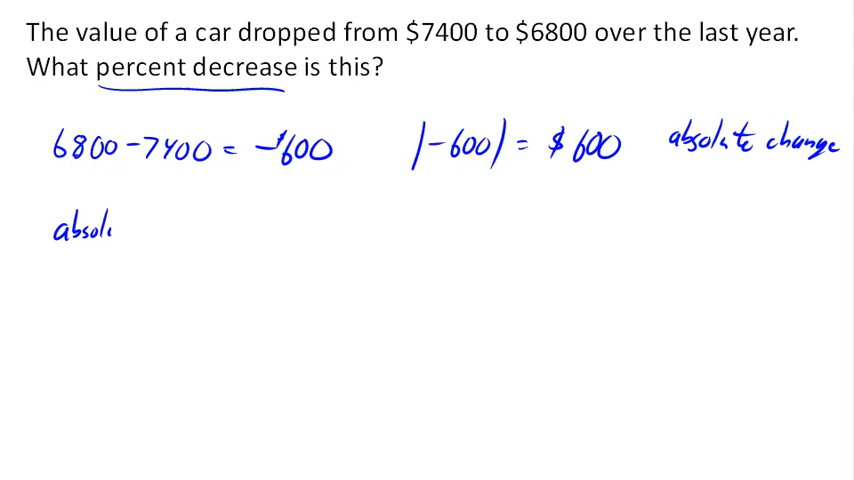 The value of a car dropped from $7400 to $6800 over the last year.
What percent decrease is this?
6800 - 7400 = -$600 |-600| = $600 absolute change
absol